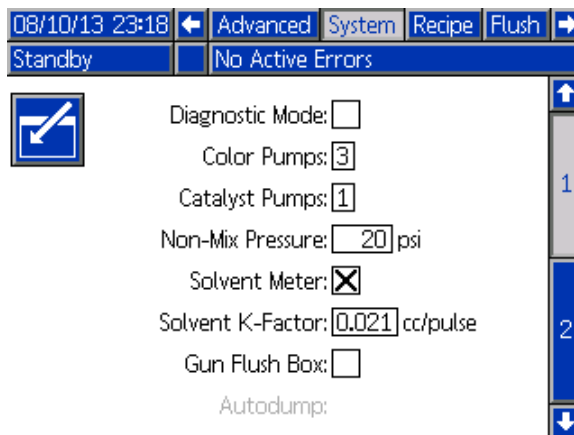 08/10/13 23:18 Advanced System Recipe Flush
Standby No Active Errors
Diagnostic Mode:
Color Pumps: 3
Catalyst Pumps: 1
1
Non-Mix Pressure: 20 psi
Solvent Meter:
Solvent K-Factor: 0.021 cc/pulse
2
Gun Flush Box:
Autodump: